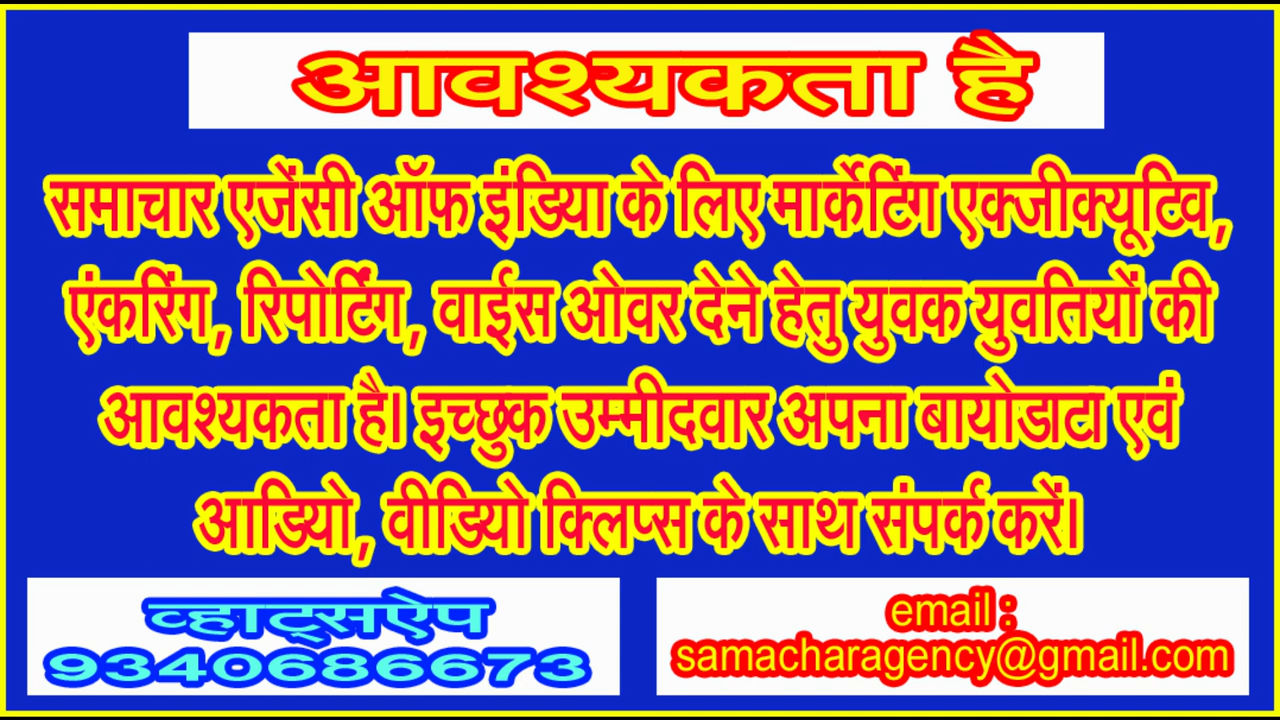 आवश्यकता है
समाचार एजेंसी ऑफ इंडिया के लिए मार्केटिंग एक्जीक्यूटिव,
एंकरिंग, रिपोर्टिंग, वाईस ओवर देने हेतु युवक युवतियों की
आवश्यकता है। इच्छुक उम्मीदवार अपना बायोडाटा एवं
आडियो, वीडियो क्लिप्स के साथ संपर्क करें।
व्हाट्सऐप
9340686673
email :
samacharagency@gmail.com